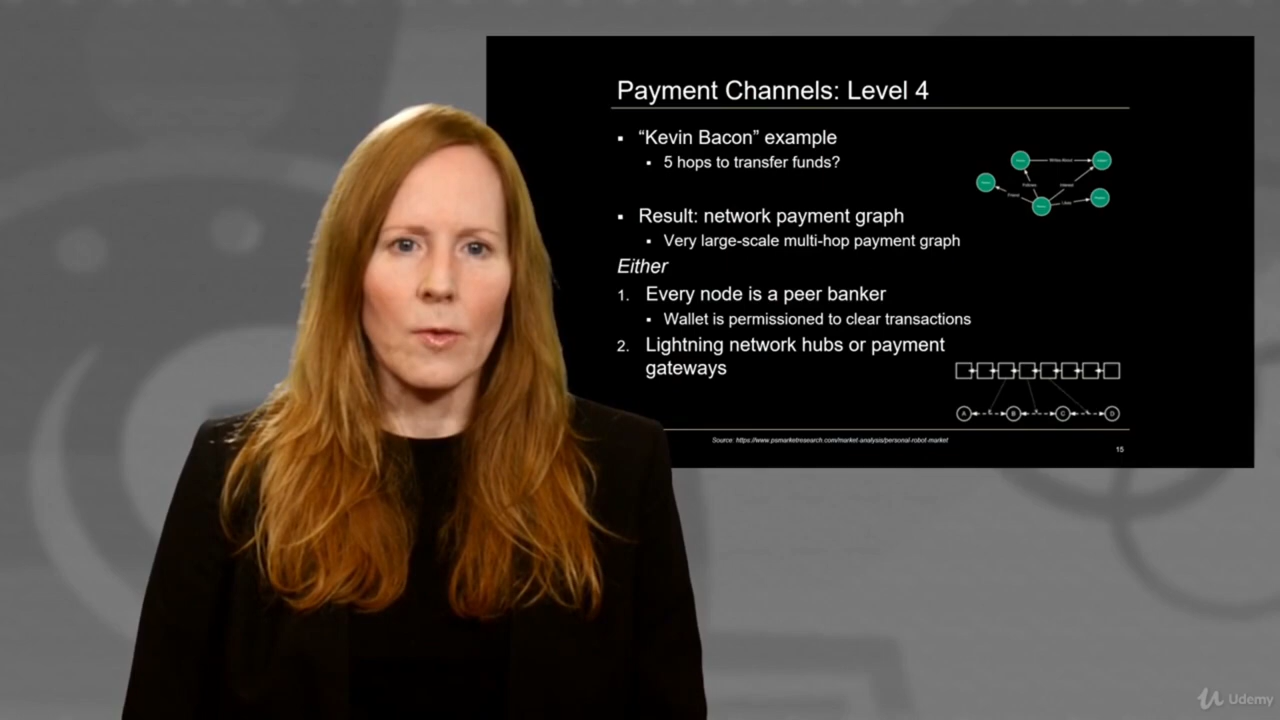 Payment Channels: Level 4
▪ “Kevin Bacon” example
▪ 5 hops to transfer funds?
▪ Result: network payment graph
▪ Very large-scale multi-hop payment graph
Either
1. Every node is a peer banker
▪ Wallet is permissioned to clear transactions
2. Lightning network hubs or payment
gateways
A B C D
Source: https://www.psmarketresearch.com/market-analysis/personal-robot-market
15
Udemy